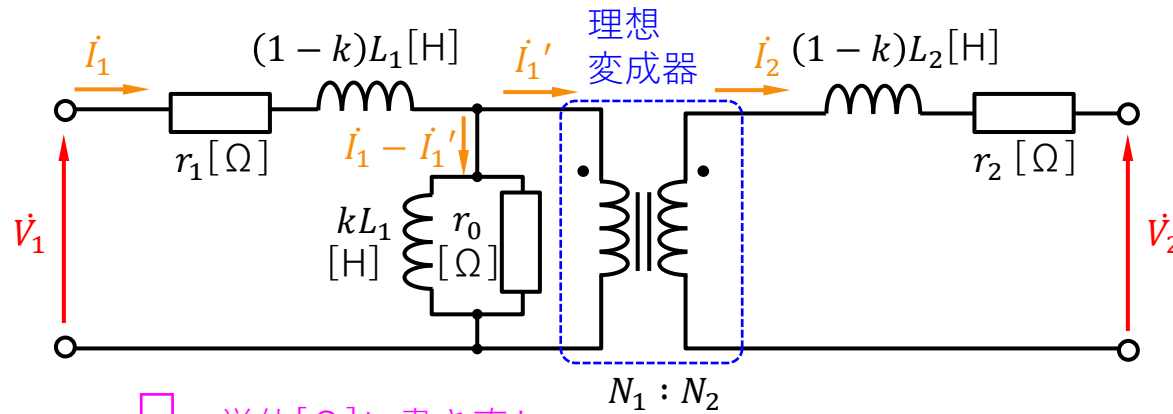 理想
変成器
(1 − k)L₁[H]
(1 − k)L₂[H]
İ₁
İ₁′
İ₂
İ₁ − İ₁′
r₁[Ω]
r₂ [Ω]
kL₁
[H]
r₀
[Ω]
V̇₁
V̇₂
N₁ : N₂